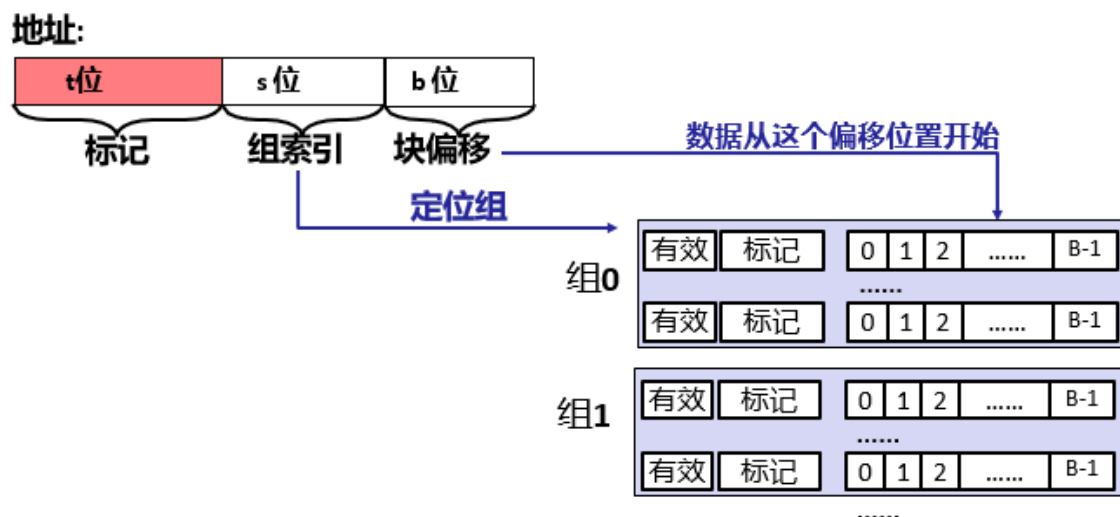 地址:
t位 s 位 b 位
标记 组索引 块偏移
数据从这个偏移位置开始
定位组
组0
有效 标记 0 1 2 …… B-1
……
有效 标记 0 1 2 …… B-1
组1
有效 标记 0 1 2 …… B-1
……
有效 标记 0 1 2 …… B-1
……